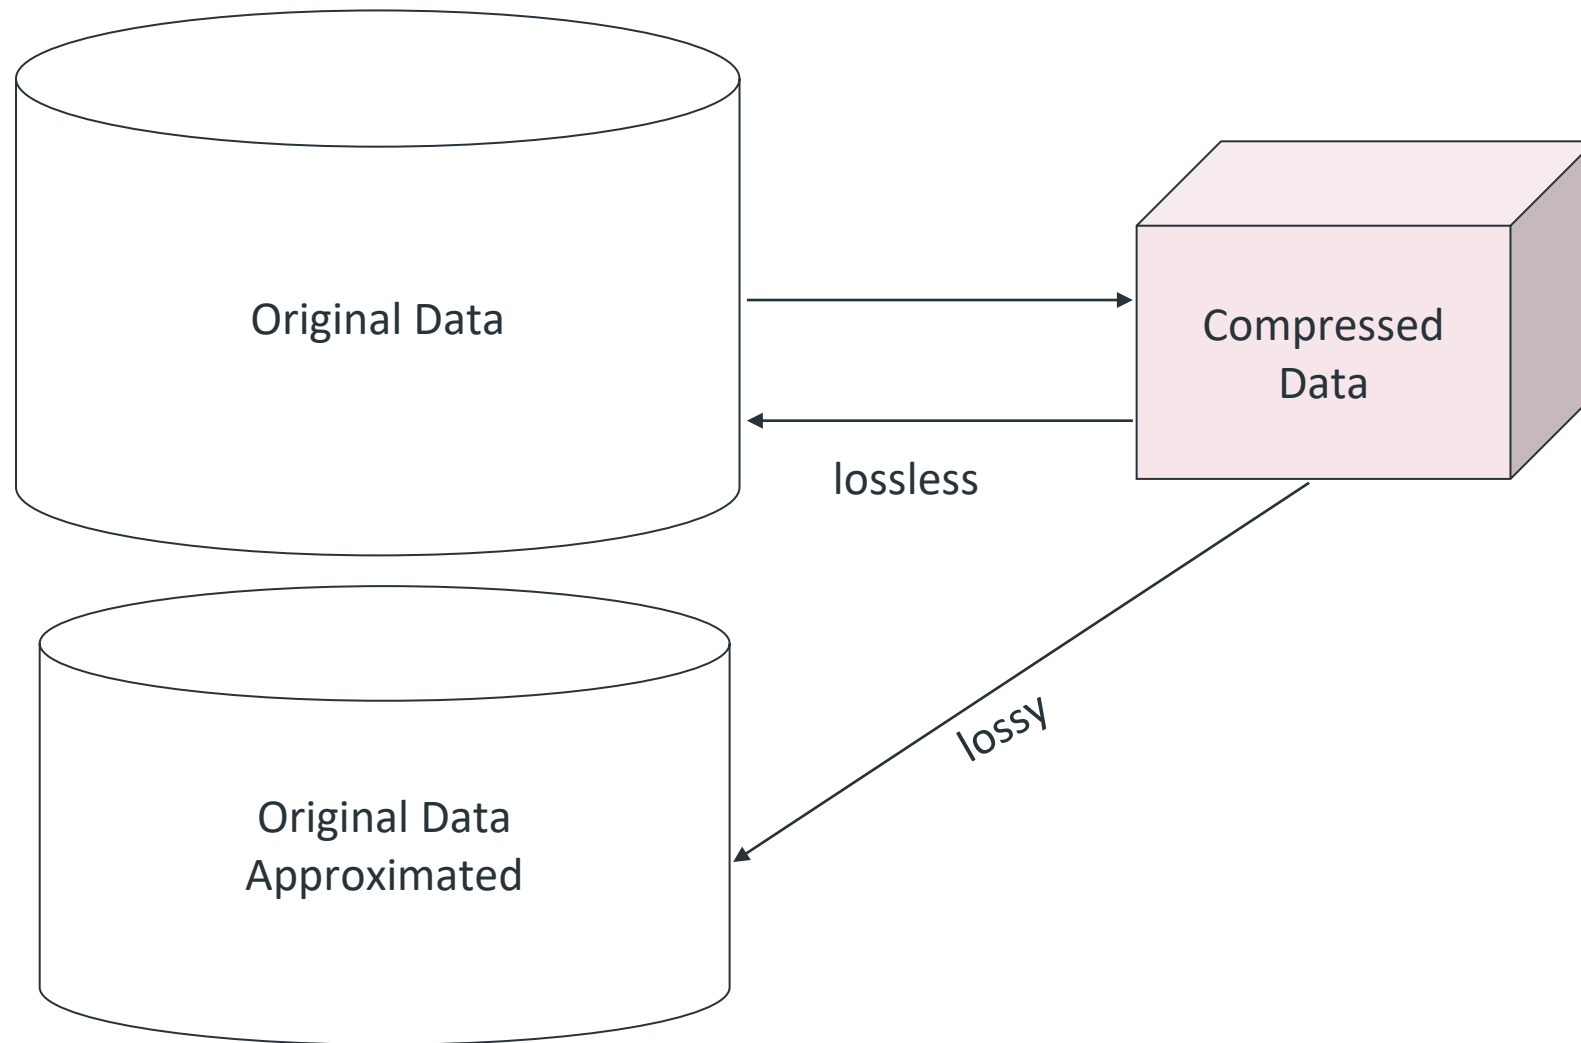 Original Data
Compressed
Data
lossless
lossy
Original Data
Approximated